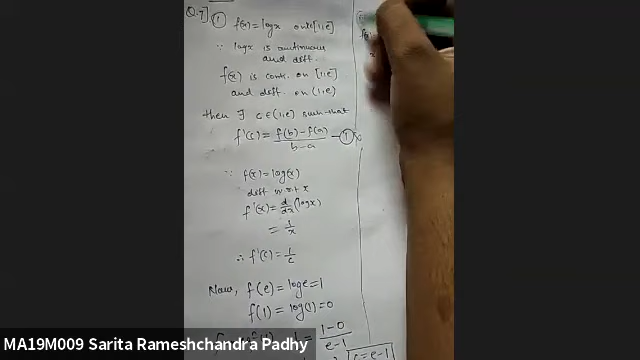 Q.7] ① f(x) = log x on [1,e]
∵ log x is continuous
and diff.
f(x) is cont. on [1,e]
and diff. on (1,e)
then ∃ c ∈ (1,e) such that
f'(c) = f(b) - f(a) / b - a — ①
∵ f(x) = log(x)
diff w.r.t x
f'(x) = d/dx (log x)
= 1/x
∴ f'(c) = 1/c
Now, f(e) = log e = 1
f(1) = log(1) = 0
= 1-0 / e-1
c = e-1
MA19M009 Sarita Rameshchandra Padhy